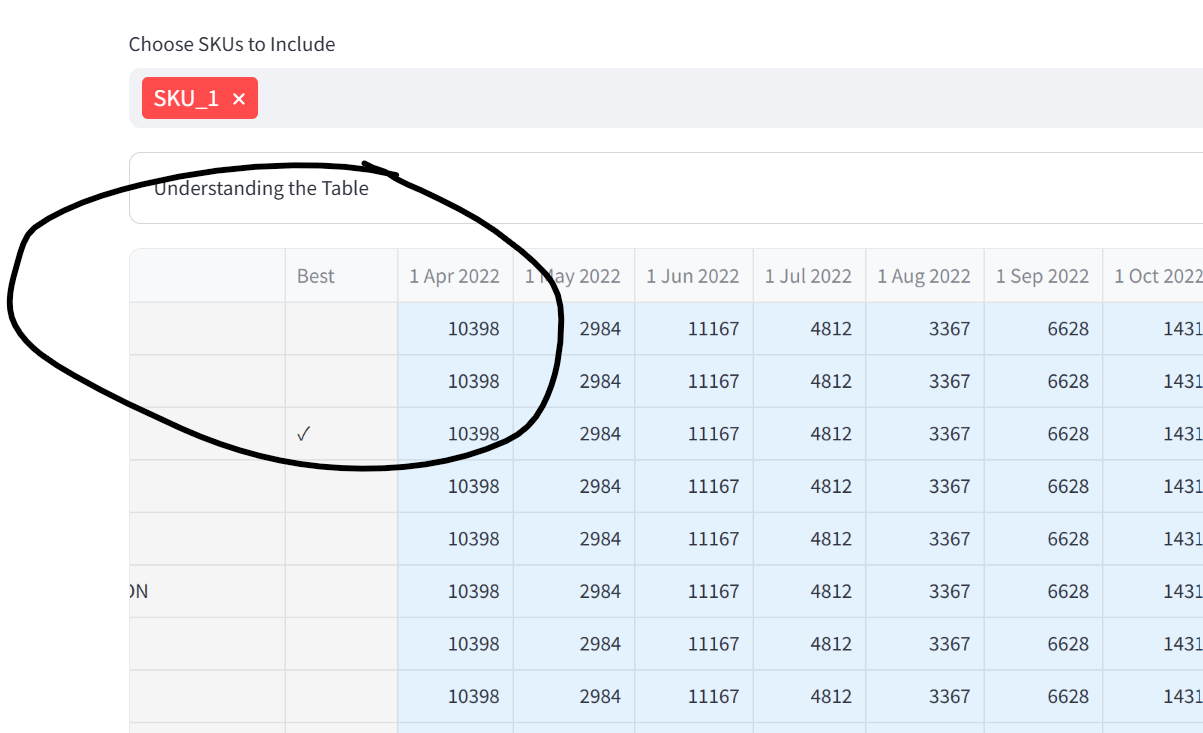 Choose SKUs to Include
SKU_1 ×
Understanding the Table
Best 1 Apr 2022 1 May 2022 1 Jun 2022 1 Jul 2022 1 Aug 2022 1 Sep 2022 1 Oct 2022
10398 2984 11167 4812 3367 6628 1431
10398 2984 11167 4812 3367 6628 1431
✓ 10398 2984 11167 4812 3367 6628 1431
10398 2984 11167 4812 3367 6628 1431
10398 2984 11167 4812 3367 6628 1431
ON 10398 2984 11167 4812 3367 6628 1431
10398 2984 11167 4812 3367 6628 1431
10398 2984 11167 4812 3367 6628 1431